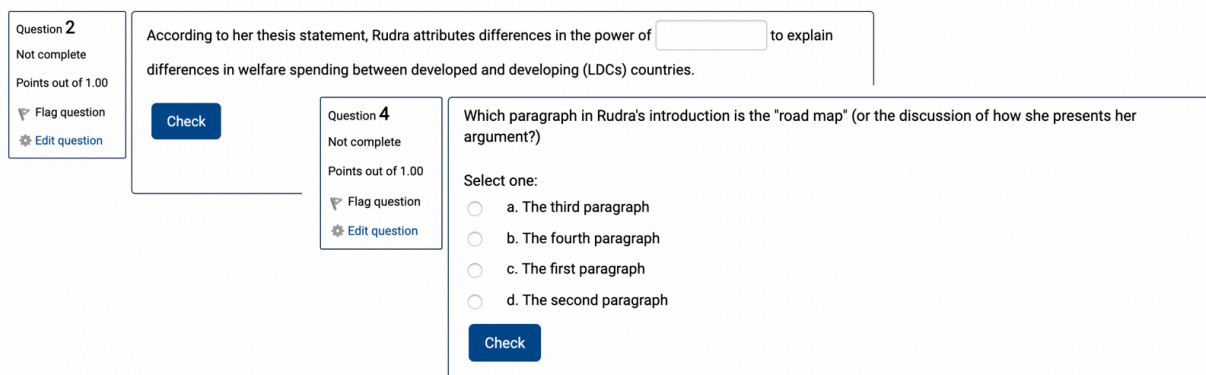 Question 2
Not complete
Points out of 1.00
Flag question
Edit question
According to her thesis statement, Rudra attributes differences in the power of to explain
differences in welfare spending between developed and developing (LDCs) countries.
Check
Question 4
Not complete
Points out of 1.00
Flag question
Edit question
Which paragraph in Rudra's introduction is the "road map" (or the discussion of how she presents her
argument?)
Select one:
a. The third paragraph
b. The fourth paragraph
c. The first paragraph
d. The second paragraph
Check